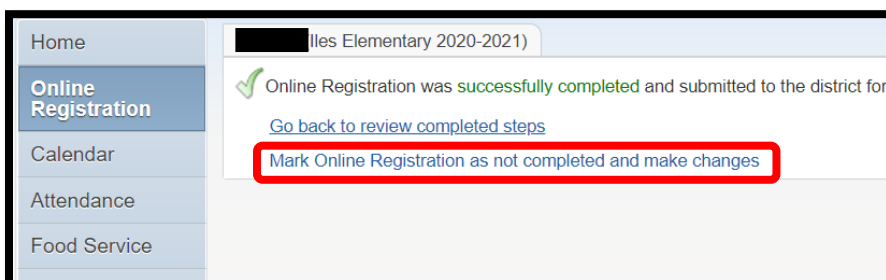 Home
Online
Registration
Calendar
Attendance
Food Service
Iles Elementary 2020-2021)
Online Registration was successfully completed and submitted to the district for
Go back to review completed steps
Mark Online Registration as not completed and make changes